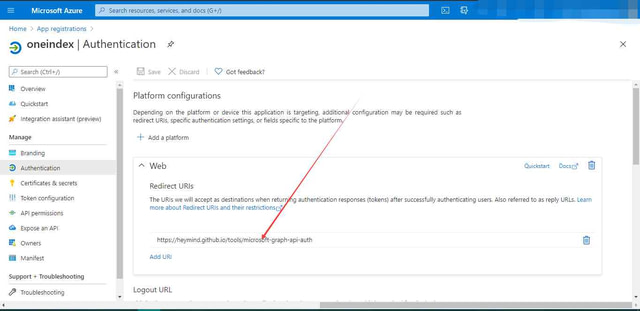 Microsoft Azure
Search resources, services, and docs (G+/)
Home > App registrations >
oneindex | Authentication
Search (Ctrl+/)
Save
Discard
Got feedback?
Overview
Quickstart
Integration assistant (preview)
Manage
Branding
Authentication
Certificates & secrets
Token configuration
API permissions
Expose an API
Owners
Manifest
Support + Troubleshooting
Troubleshooting
Platform configurations
Depending on the platform or device this application is targeting, additional configuration may be required such as
redirect URIs, specific authentication settings, or fields specific to the platform.
Add a platform
Web
Quickstart
Docs
Redirect URIs
The URIs we will accept as destinations when returning authentication responses (tokens) after successfully authenticating users. Also referred to as reply URLs. Learn
more about Redirect URIs and their restrictions
https://heymind.github.io/tools/microsoft-graph-api-auth
Add URI
Logout URL